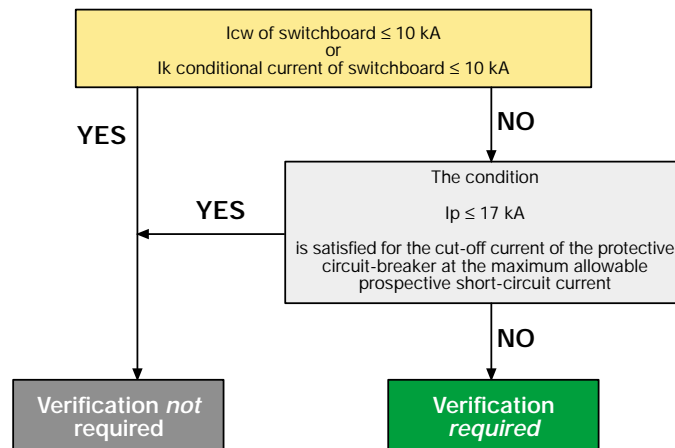 Icw of switchboard ≤ 10 kA
or
Ik conditional current of switchboard ≤ 10 kA
YES
NO
The condition
YES
Ip ≤ 17 kA
is satisfied for the cut-off current of the protective
circuit-breaker at the maximum allowable
prospective short-circuit current
NO
Verification not
required
Verification
required